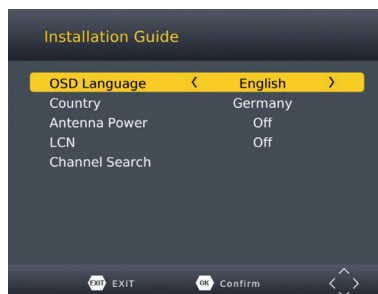 Installation Guide
OSD Language English
Country Germany
Antenna Power Off
LCN Off
Channel Search
EXIT EXIT OK Confirm